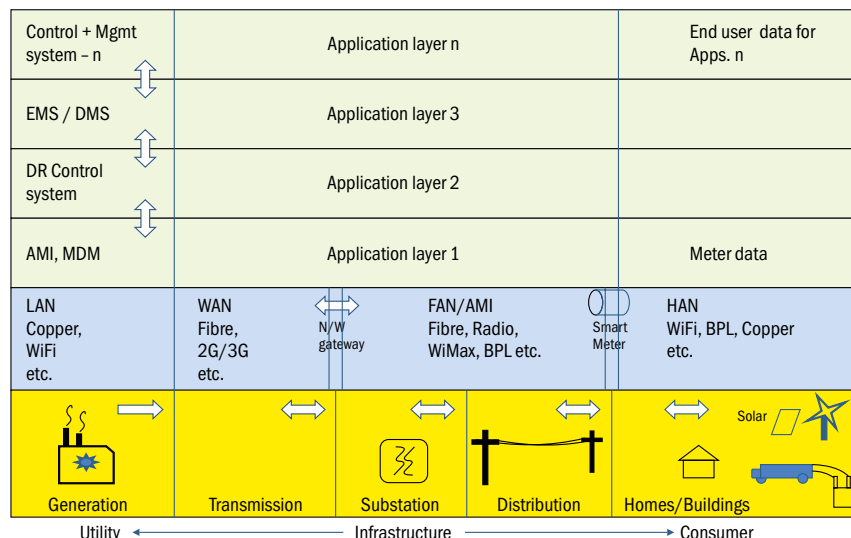 Control + Mgmt
system – n
Application layer n
End user data for
Apps. n
EMS / DMS
Application layer 3
DR Control
system
Application layer 2
AMI, MDM
Application layer 1
Meter data
LAN
Copper,
WiFi
etc.
WAN
Fibre,
2G/3G
etc.
N/W
gateway
FAN/AMI
Fibre, Radio,
WiMax, BPL etc.
Smart
Meter
HAN
WiFi, BPL, Copper
etc.
Solar
Generation
Transmission
Substation
Distribution
Homes/Buildings
Utility
Infrastructure
Consumer